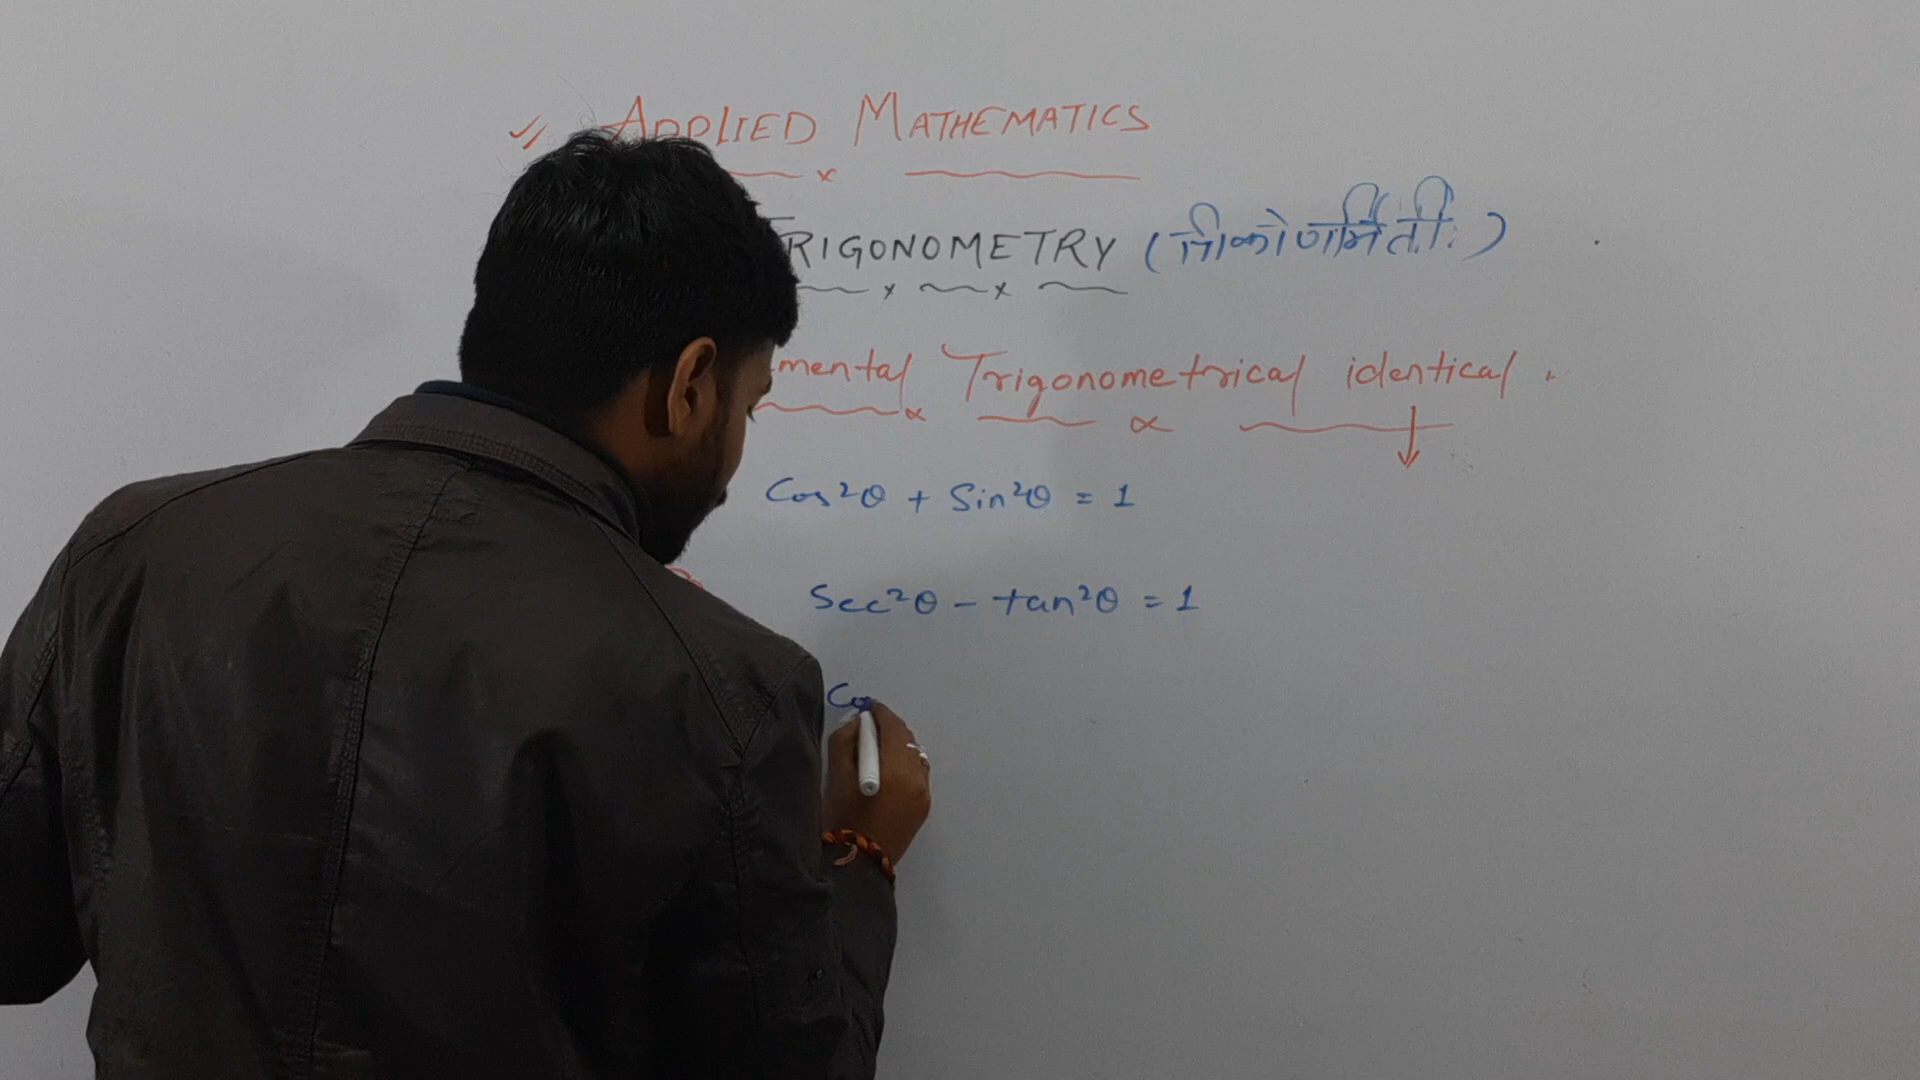 APPLIED MATHEMATICS
TRIGONOMETRY (त्रिकोणमिती)
mental Trigonometrical identical.
Cos²θ + Sin²θ = 1
Sec²θ - tan²θ = 1
Co